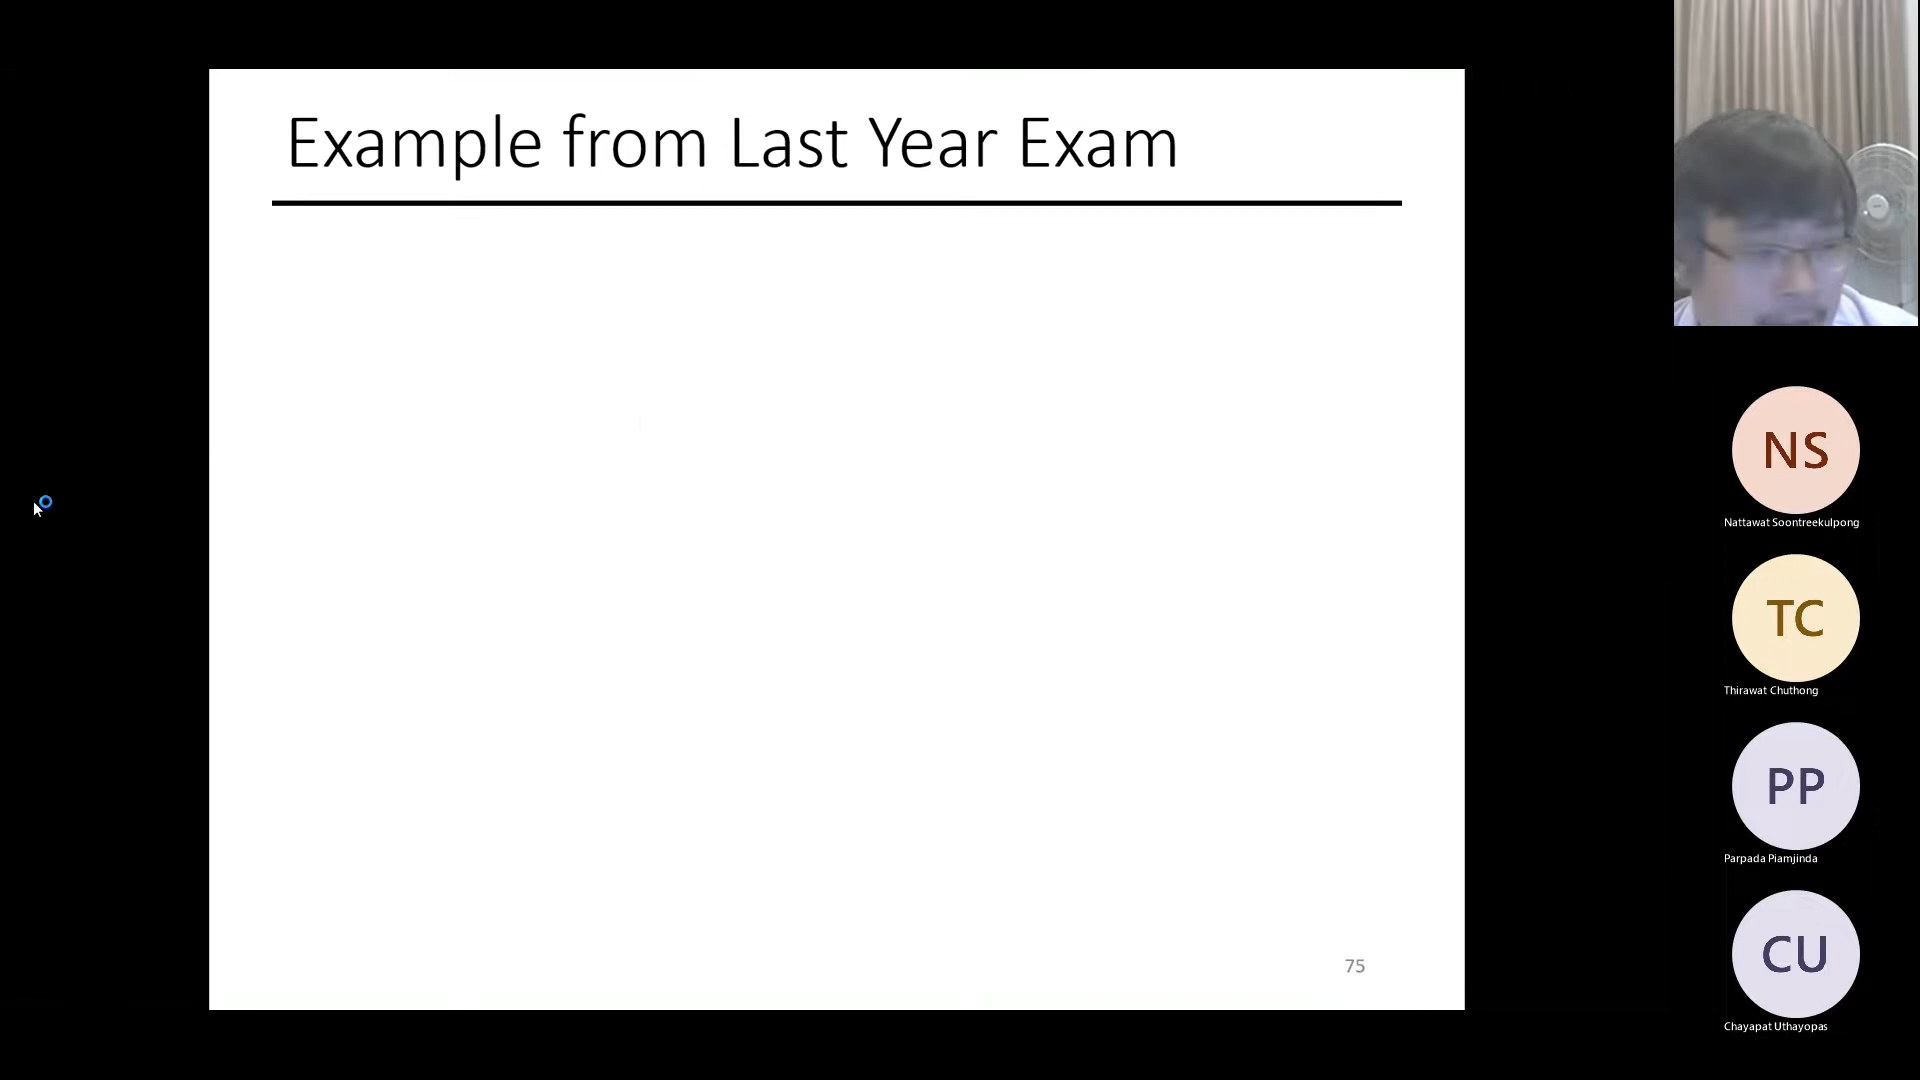 Example from Last Year Exam
75
NS
Nattawat Soontreekulpong
TC
Thirawat Chuthong
PP
Parpada Piamjinda
CU
Chayapat Uthayopas